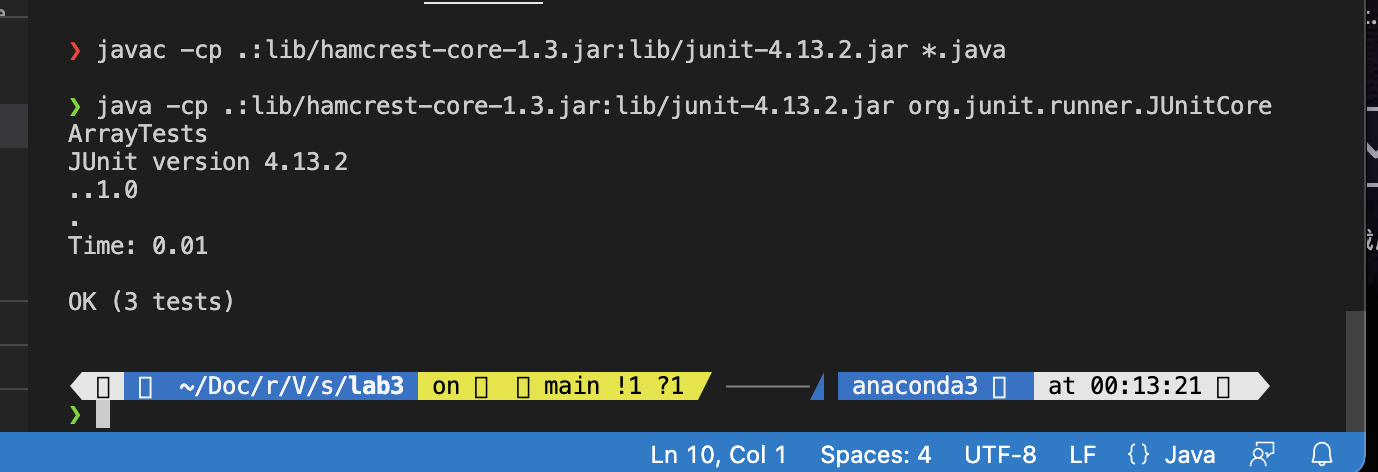 ❯ javac -cp .:lib/hamcrest-core-1.3.jar:lib/junit-4.13.2.jar *.java
❯ java -cp .:lib/hamcrest-core-1.3.jar:lib/junit-4.13.2.jar org.junit.runner.JUnitCore
ArrayTests
JUnit version 4.13.2
..1.0
.
Time: 0.01
OK (3 tests)
~/Doc/r/V/s/lab3 on main !1 ?1 anaconda3 at 00:13:21
❯
Ln 10, Col 1 Spaces: 4 UTF-8 LF {} Java